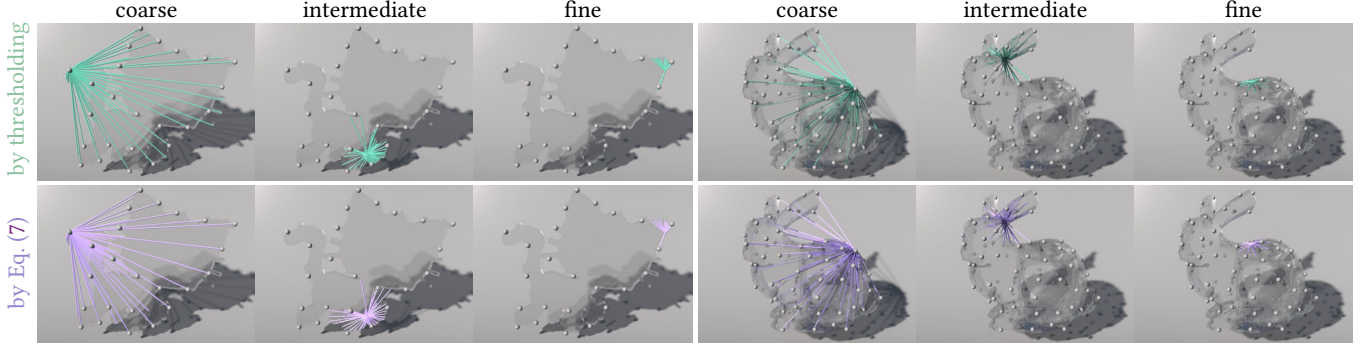 coarse intermediate fine coarse intermediate fine
by thresholding
by Eq. (7)